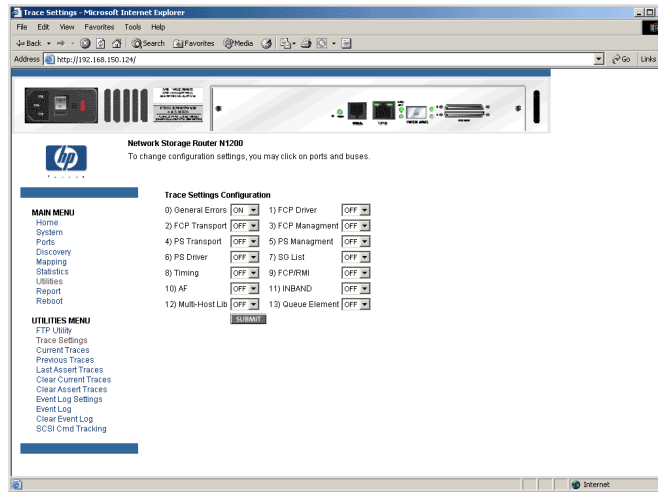 Trace Settings - Microsoft Internet Explorer
File Edit View Favorites Tools Help
Back Search Favorites Media
Address http://192.168.150.124/ Go Links
hp
i n v e n t
Network Storage Router N1200
To change configuration settings, you may click on ports and buses.
Trace Settings Configuration
0) General Errors ON 1) FCP Driver OFF
2) FCP Transport OFF 3) FCP Managment OFF
4) PS Transport OFF 5) PS Managment OFF
6) PS Driver OFF 7) SG List OFF
8) Timing OFF 9) FCP/RMI OFF
10) AF OFF 11) INBAND OFF
12) Multi-Host Lib OFF 13) Queue Element OFF
SUBMIT
MAIN MENU
Home
System
Ports
Discovery
Mapping
Statistics
Utilities
Report
Reboot
UTILITIES MENU
FTP Utility
Trace Settings
Current Traces
Previous Traces
Last Assert Traces
Clear Current Traces
Clear Assert Traces
Event Log Settings
Event Log
Clear Event Log
SCSI Cmd Tracking
Internet